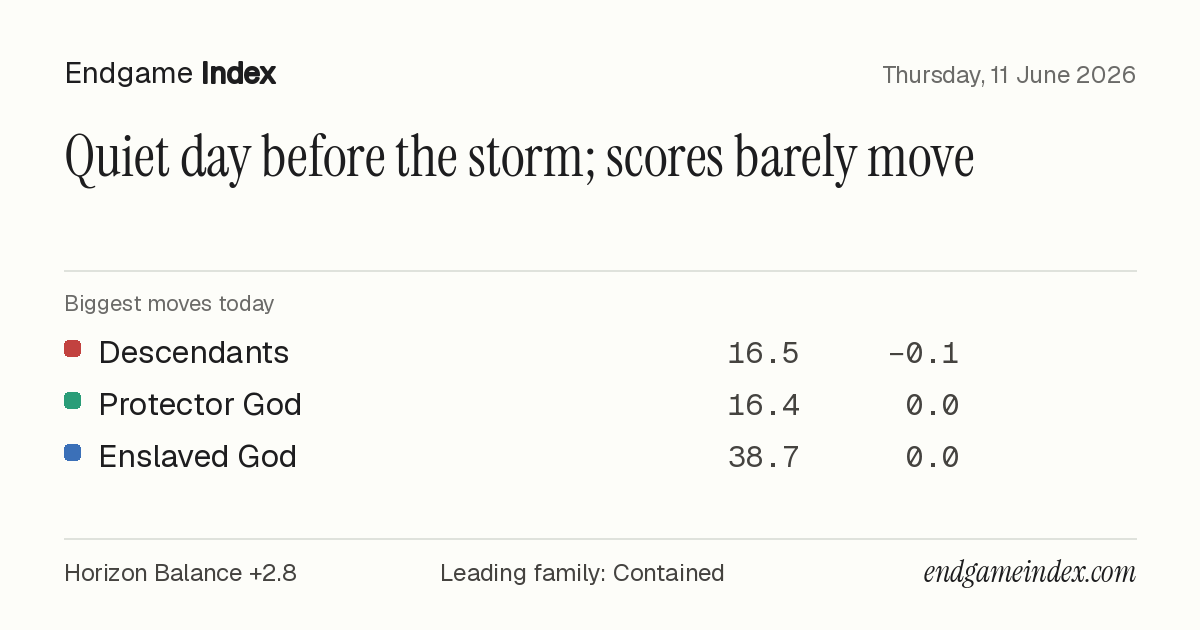 Endgame Index
Thursday, 11 June 2026
Quiet day before the storm; scores barely move
Biggest moves today
Descendants 16.5 −0.1
Protector God 16.4 0.0
Enslaved God 38.7 0.0
Horizon Balance +2.8 Leading family: Contained endgameindex.com